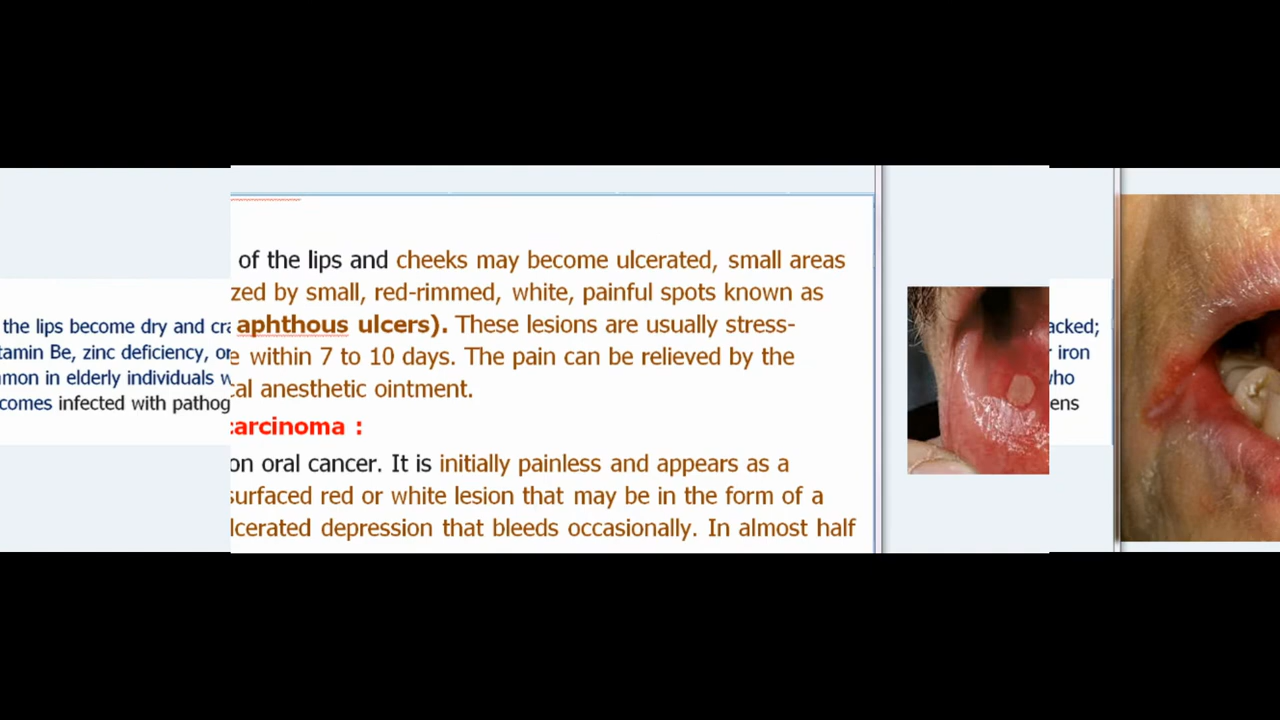 of the lips and cheeks may become ulcerated, small areas
zed by small, red-rimmed, white, painful spots known as
aphthous ulcers). These lesions are usually stress-
e within 7 to 10 days. The pain can be relieved by the
cal anesthetic ointment.
carcinoma :
on oral cancer. It is initially painless and appears as a
surfaced red or white lesion that may be in the form of a
lcerated depression that bleeds occasionally. In almost half
the lips become dry and cra
tamin Be, zinc deficiency, or
mon in elderly individuals w
comes infected with pathog
acked;
r iron
who
ens